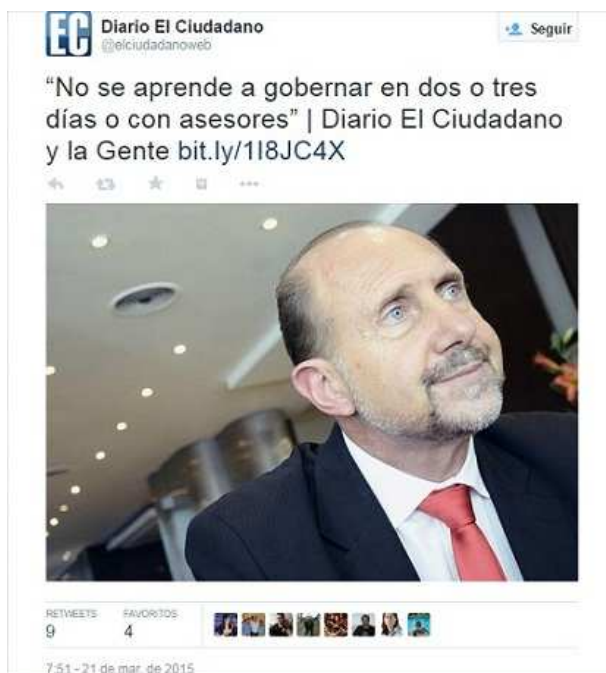 EC
Diario El Ciudadano
@elciudadanoweb
Seguir
“No se aprende a gobernar en dos o tres
días o con asesores” | Diario El Ciudadano
y la Gente bit.ly/1I8JC4X
RETWEETS
FAVORITOS
9
4
7:51 - 21 de mar. de 2015